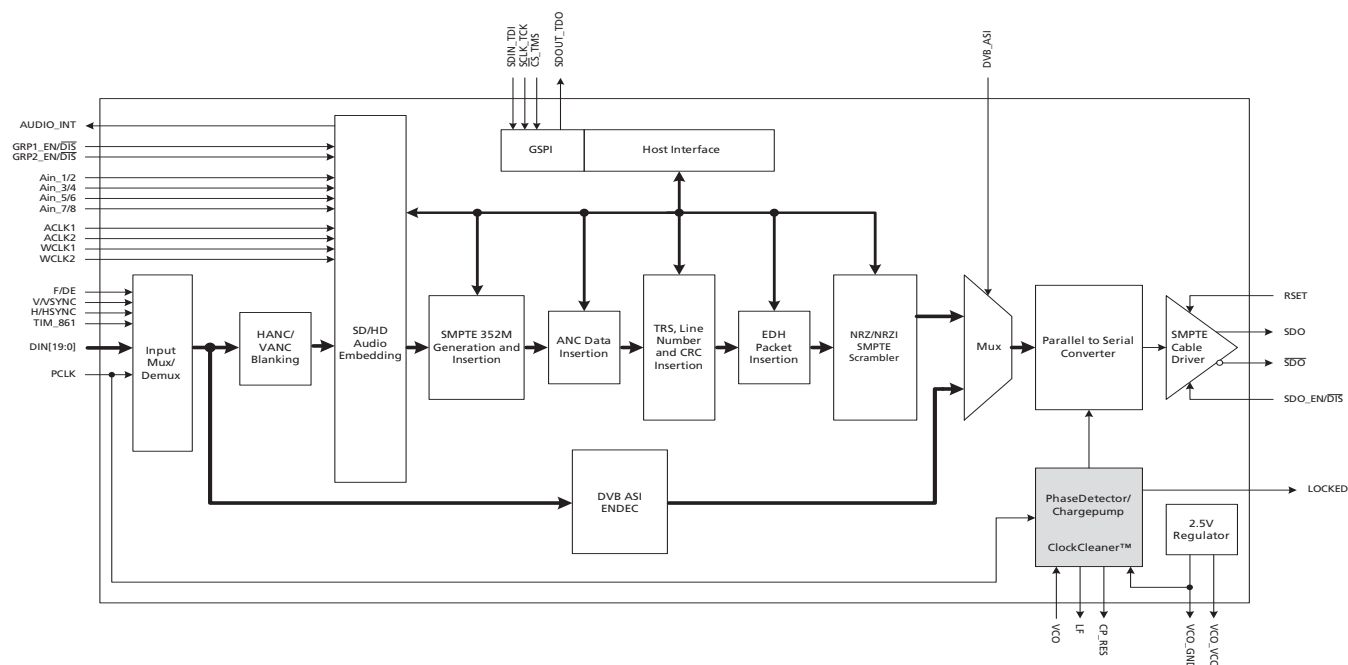 SDIN_TDI
SCLK_TCK
CS_TMS
SDOUT_TDO
DVB_ASI
AUDIO_INT
GRP1_EN/DIS
GRP2_EN/DIS
Ain_1/2
Ain_3/4
Ain_5/6
Ain_7/8
ACLK1
ACLK2
WCLK1
WCLK2
F/DE
V/VSYNC
H/HSYNC
TIM_861
DIN[19:0]
PCLK
GSPI
Host Interface
Input
Mux/
Demux
HANC/
VANC
Blanking
SD/HD
Audio
Embedding
SMPTE 352M
Generation and
Insertion
ANC Data
Insertion
TRS, Line
Number
and CRC
Insertion
EDH
Packet
Insertion
NRZ/NRZI
SMPTE
Scrambler
Mux
Parallel to Serial
Converter
SMPTE
Cable
Driver
RSET
SDO
SDO
SDO_EN/DIS
DVB ASI
ENDEC
PhaseDetector/
Chargepump
ClockCleaner™
LOCKED
2.5V
Regulator
VCO
LF
CP_RES
VCO_GND
VCO_VCC